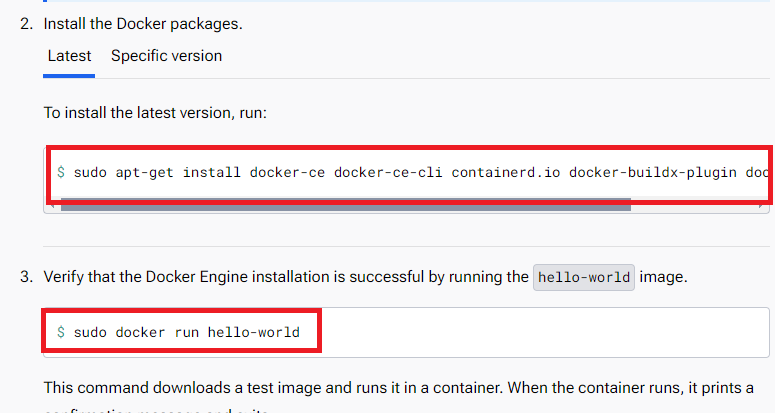 2. Install the Docker packages.
Latest Specific version
To install the latest version, run:
$ sudo apt-get install docker-ce docker-ce-cli containerd.io docker-buildx-plugin doc
3. Verify that the Docker Engine installation is successful by running the hello-world image.
$ sudo docker run hello-world
This command downloads a test image and runs it in a container. When the container runs, it prints a